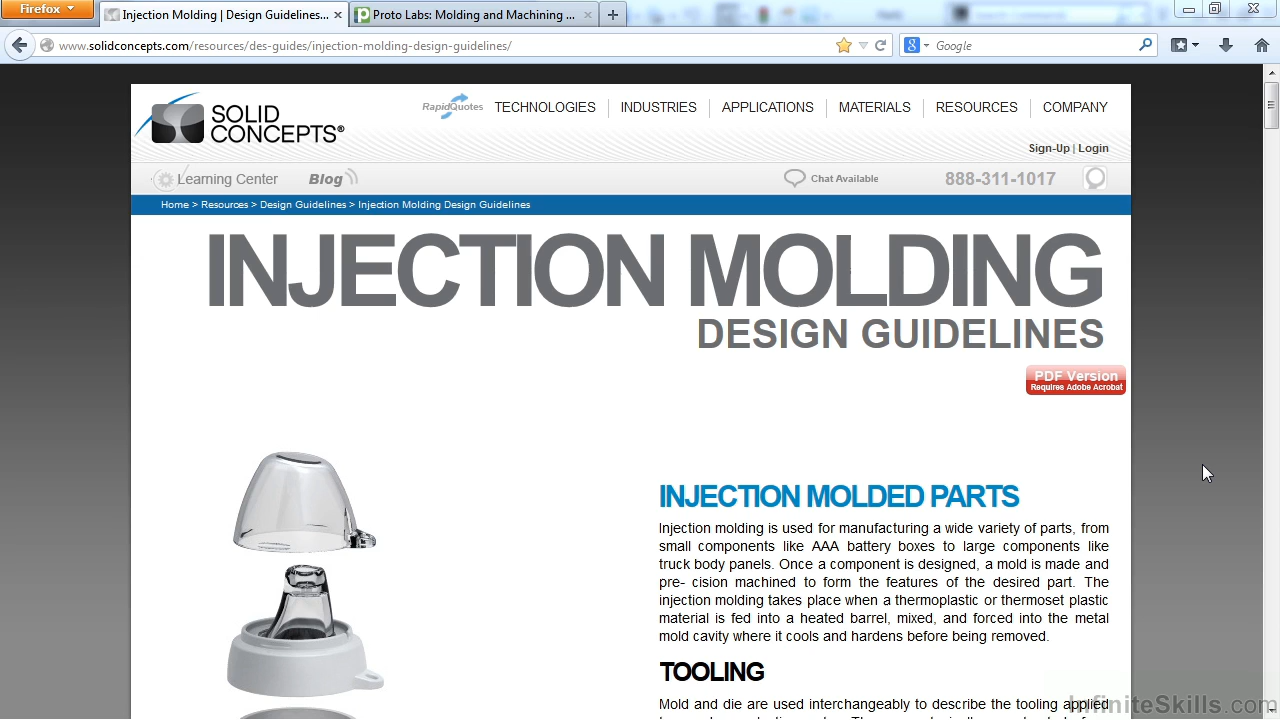 Firefox
Injection Molding | Design Guidelines...
Proto Labs: Molding and Machining ...
www.solidconcepts.com/resources/des-guides/injection-molding-design-guidelines/
Google
SOLID
CONCEPTS®
RapidQuotes
TECHNOLOGIES
INDUSTRIES
APPLICATIONS
MATERIALS
RESOURCES
COMPANY
Sign-Up | Login
Learning Center
Blog
Chat Available
888-311-1017
Home > Resources > Design Guidelines > Injection Molding Design Guidelines
INJECTION MOLDING
DESIGN GUIDELINES
PDF Version
Requires Adobe Acrobat
INJECTION MOLDED PARTS
Injection molding is used for manufacturing a wide variety of parts, from
small components like AAA battery boxes to large components like
truck body panels. Once a component is designed, a mold is made and
pre- cision machined to form the features of the desired part. The
injection molding takes place when a thermoplastic or thermoset plastic
material is fed into a heated barrel, mixed, and forced into the metal
mold cavity where it cools and hardens before being removed.
TOOLING
Mold and die are used interchangeably to describe the tooling applied
InfiniteSkills.com